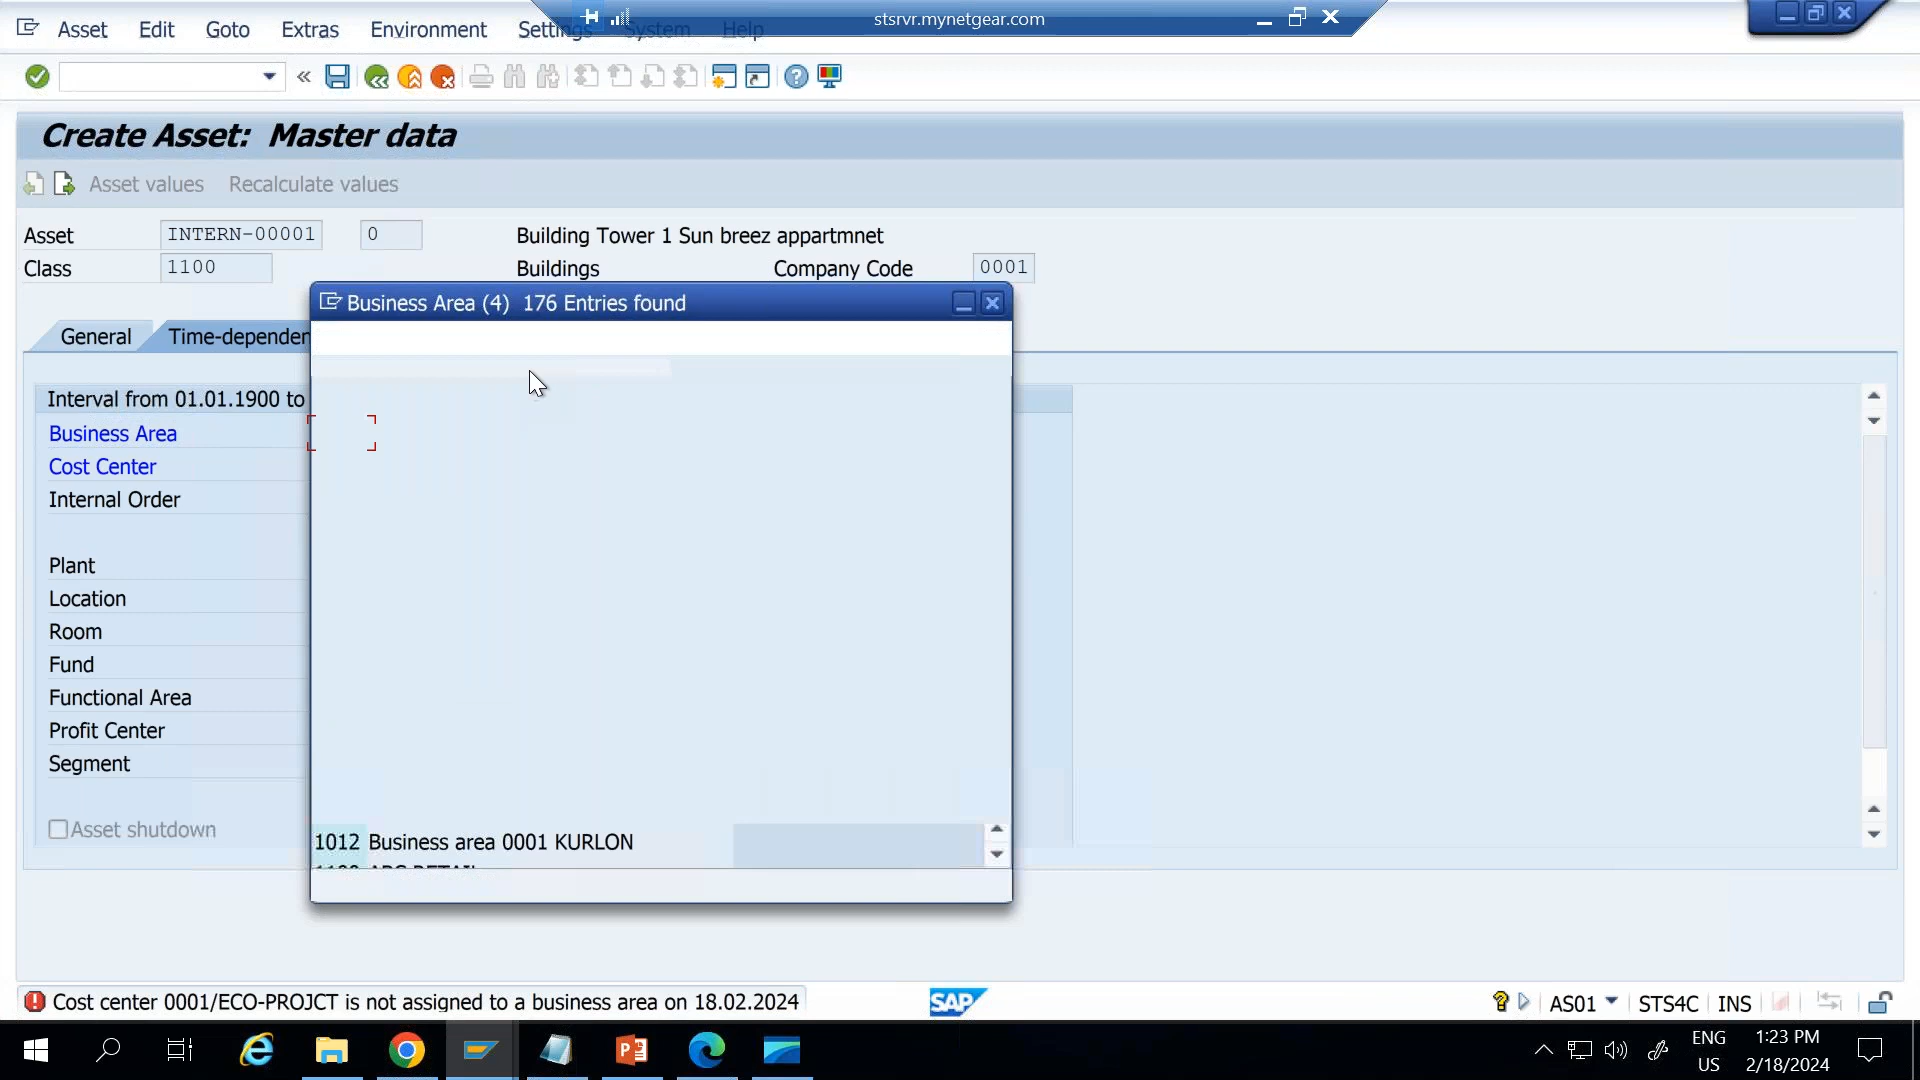 stsrvr.mynetgear.com
Asset Edit Goto Extras Environment Settings System Help
Create Asset: Master data
Asset values Recalculate values
Asset INTERN-00001 0 Building Tower 1 Sun breez appartmnet
Class 1100 Buildings Company Code 0001
Business Area (4) 176 Entries found
General Time-dependen
Interval from 01.01.1900 to
Business Area
Cost Center
Internal Order
Plant
Location
Room
Fund
Functional Area
Profit Center
Segment
Asset shutdown
1012 Business area 0001 KURLON
Cost center 0001/ECO-PROJCT is not assigned to a business area on 18.02.2024
SAP
AS01 STS4C INS
ENG 1:23 PM
US 2/18/2024